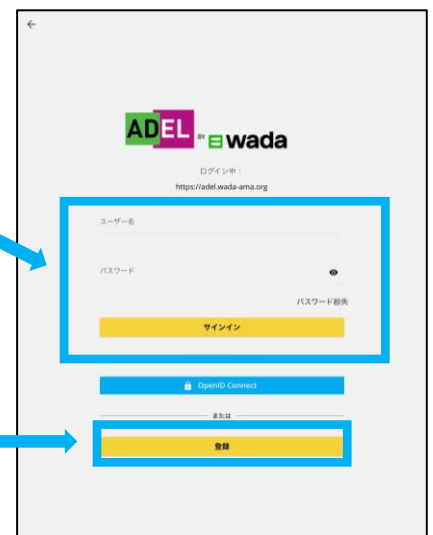 ADEL BY wada
ログイン中 :
https://adel.wada-ama.org
ユーザー名
パスワード
パスワード紛失
サインイン
OpenID Connect
または
登録